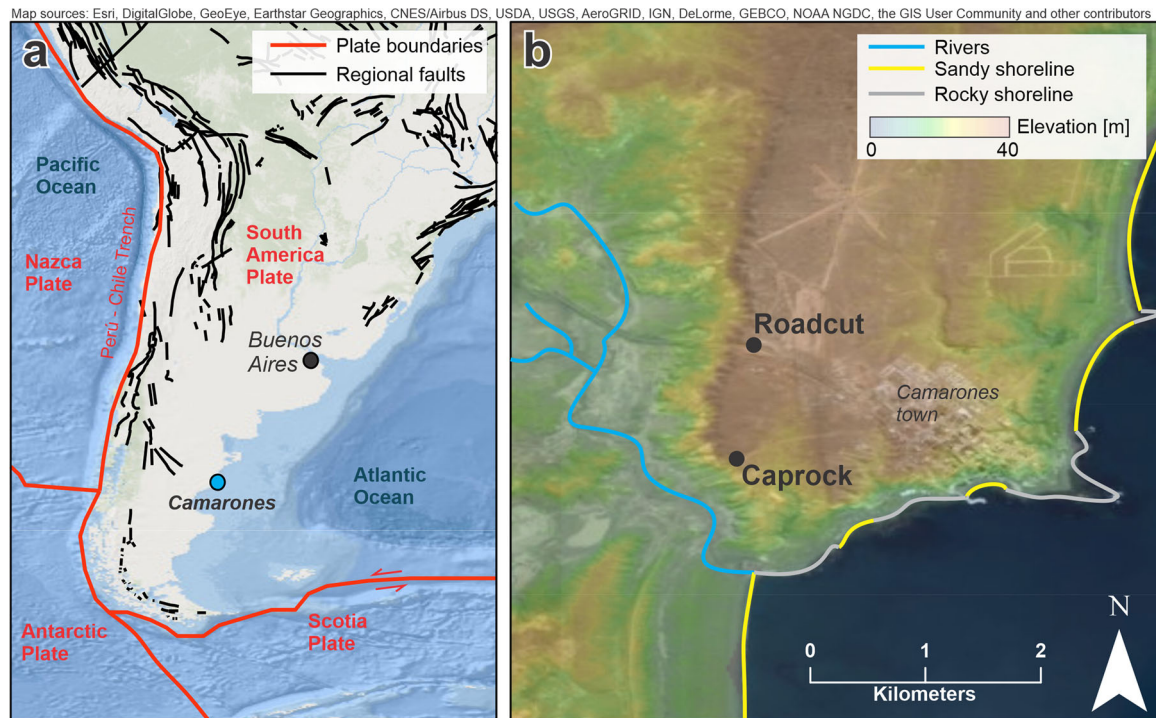 Map sources: Esri, DigitalGlobe, GeoEye, Earthstar Geographics, CNES/Airbus DS, USDA, USGS, AeroGRID, IGN, DeLorme, GEBCO, NOAA NGDC, the GIS User Community and other contributors
a
Plate boundaries
Regional faults
Pacific
Ocean
Nazca
Plate
Perú - Chile Trench
South
America
Plate
Buenos
Aires
Camarones
Atlantic
Ocean
Antarctic
Plate
Scotia
Plate
b
Rivers
Sandy shoreline
Rocky shoreline
Elevation [m]
0
40
Roadcut
Camarones
town
Caprock
N
0
1
2
Kilometers